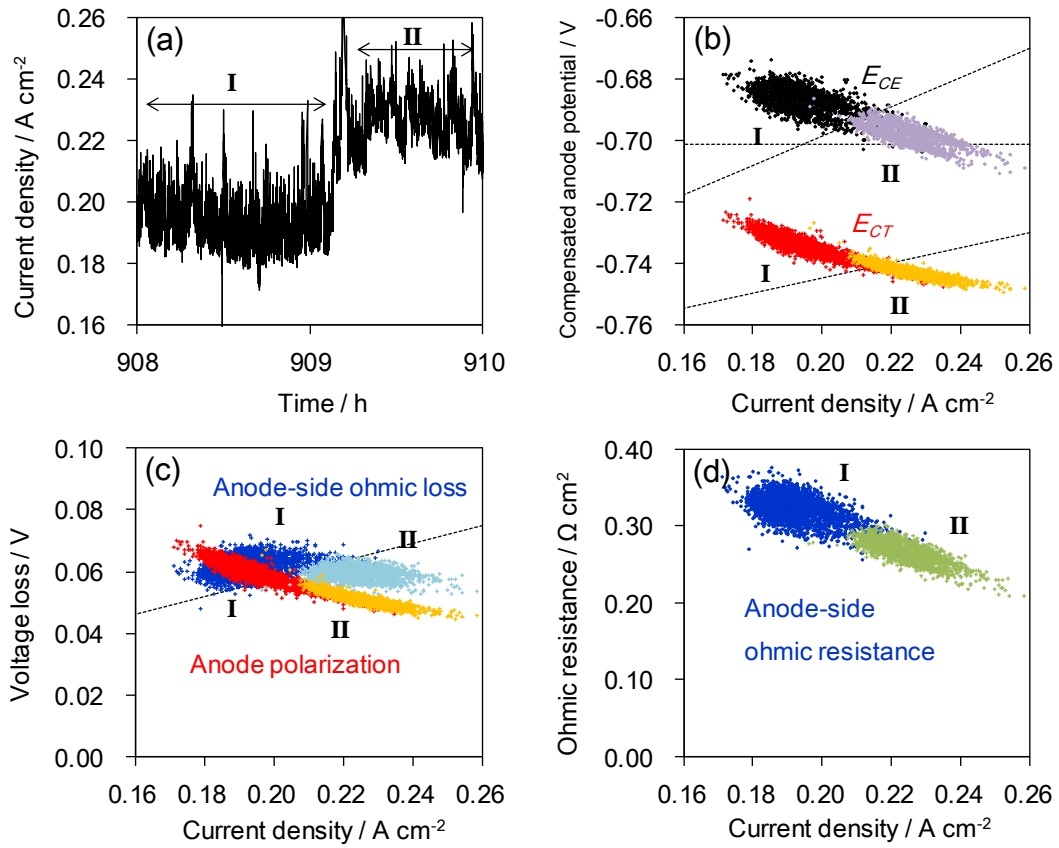 (a)
0.26
0.24
0.22
0.20
0.18
0.16
I
II
908
909
910
Current density / A cm-2
Time / h
(b)
-0.66
-0.68
-0.70
-0.72
-0.74
-0.76
ECE
I
II
ECT
I
II
0.16
0.18
0.20
0.22
0.24
0.26
Compensated anode potential / V
Current density / A cm-2
(c)
0.10
0.08
0.06
0.04
0.02
0.00
Anode-side ohmic loss
I
II
I
II
Anode polarization
0.16
0.18
0.20
0.22
0.24
0.26
Voltage loss / V
Current density / A cm-2
(d)
0.40
0.30
0.20
0.10
0.00
I
II
Anode-side
ohmic resistance
0.16
0.18
0.20
0.22
0.24
0.26
Ohmic resistance / Ω cm2
Current density / A cm-2